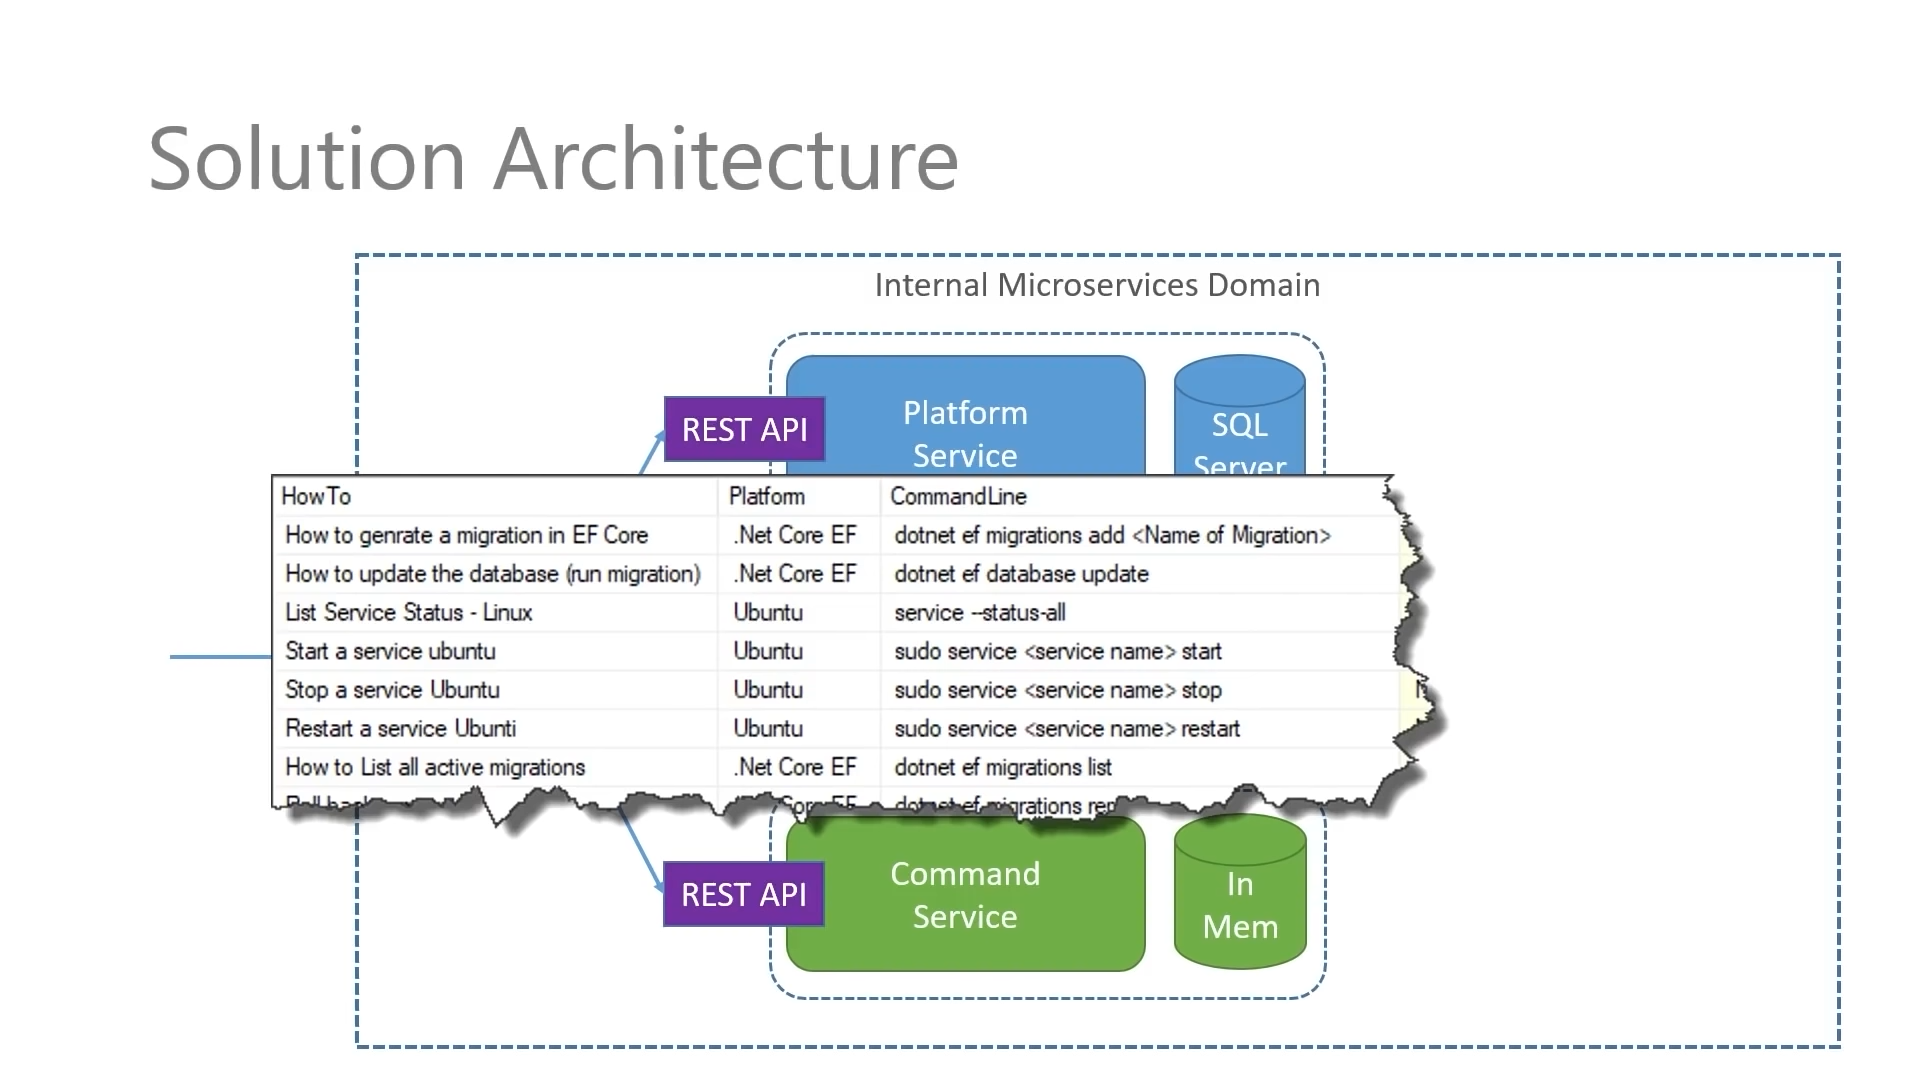 Solution Architecture
Internal Microservices Domain
REST API
Platform
Service
SQL
Server
HowTo Platform CommandLine
How to genrate a migration in EF Core .Net Core EF dotnet ef migrations add <Name of Migration>
How to update the database (run migration) .Net Core EF dotnet ef database update
List Service Status - Linux Ubuntu service --status-all
Start a service ubuntu Ubuntu sudo service <service name> start
Stop a service Ubuntu Ubuntu sudo service <service name> stop
Restart a service Ubunti Ubuntu sudo service <service name> restart
How to List all active migrations .Net Core EF dotnet ef migrations list
Core EF dotnet ef migrations
REST API
Command
Service
In
Mem